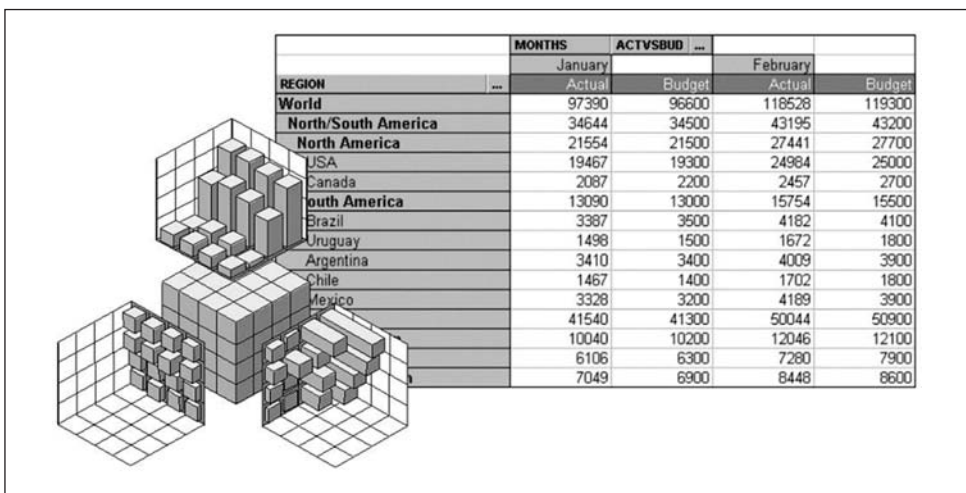 MONTHS ACTVSBUD ...
January February
REGION ... Actual Budget Actual Budget
World 97390 96600 118528 119300
North/South America 34644 34500 43195 43200
North America 21554 21500 27441 27700
USA 19467 19300 24984 25000
Canada 2087 2200 2457 2700
outh America 13090 13000 15754 15500
Brazil 3387 3500 4182 4100
Uruguay 1498 1500 1672 1800
Argentina 3410 3400 4009 3900
Chile 1467 1400 1702 1800
Mexico 3328 3200 4189 3900
41540 41300 50044 50900
10040 10200 12046 12100
6106 6300 7280 7900
7049 6900 8448 8600